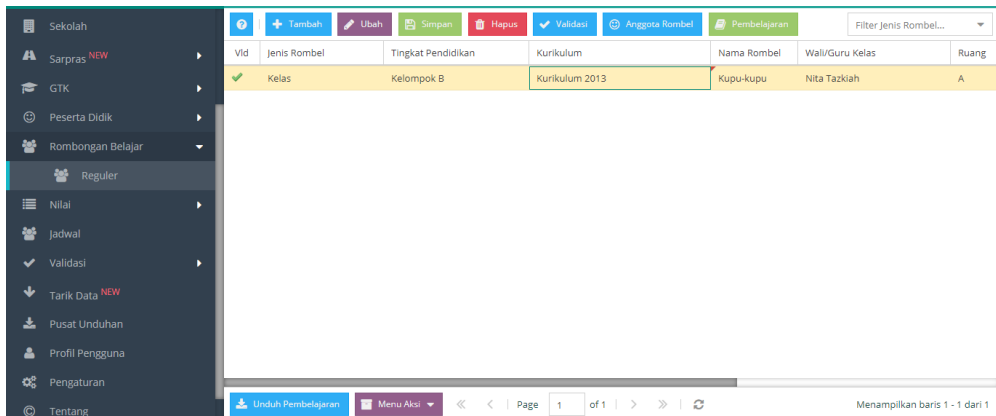 Sekolah
Sarpras NEW
GTK
Peserta Didik
Rombongan Belajar
Reguler
Nilai
Jadwal
Validasi
Tarik Data NEW
Pusat Unduhan
Profil Pengguna
Pengaturan
Tentang
Tambah Ubah Simpan Hapus Validasi Anggota Rombel Pembelajaran Filter Jenis Rombel...
Vld Jenis Rombel Tingkat Pendidikan Kurikulum Nama Rombel Wali/Guru Kelas Ruang
Kelas Kelompok B Kurikulum 2013 Kupu-kupu Nita Tazkiah A
Unduh Pembelajaran Menu Aksi Page 1 of 1 Menampilkan baris 1 - 1 dari 1